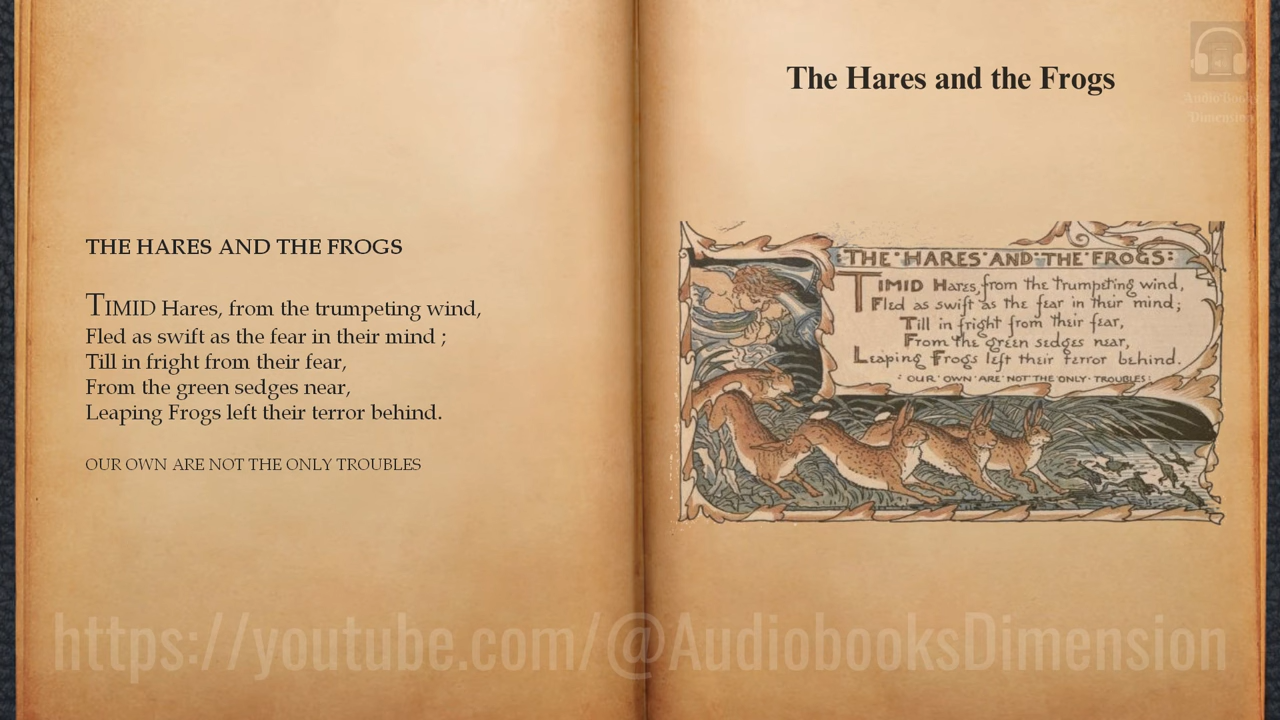 THE HARES AND THE FROGS
TIMID Hares, from the trumpeting wind,
Fled as swift as the fear in their mind ;
Till in fright from their fear,
From the green sedges near,
Leaping Frogs left their terror behind.
OUR OWN ARE NOT THE ONLY TROUBLES
The Hares and the Frogs
Audio Books
Dimension
:THE·HARES·AND·THE·FROGS:
TIMID Hares, from the trumpeting wind,
Fled as swift as the fear in their mind;
Till in fright from their fear,
From the green sedges near,
Leaping Frogs left their terror behind.
: OUR · OWN · ARE · NOT · THE · ONLY · TROUBLES :
https://youtube.com/@AudiobooksDimension